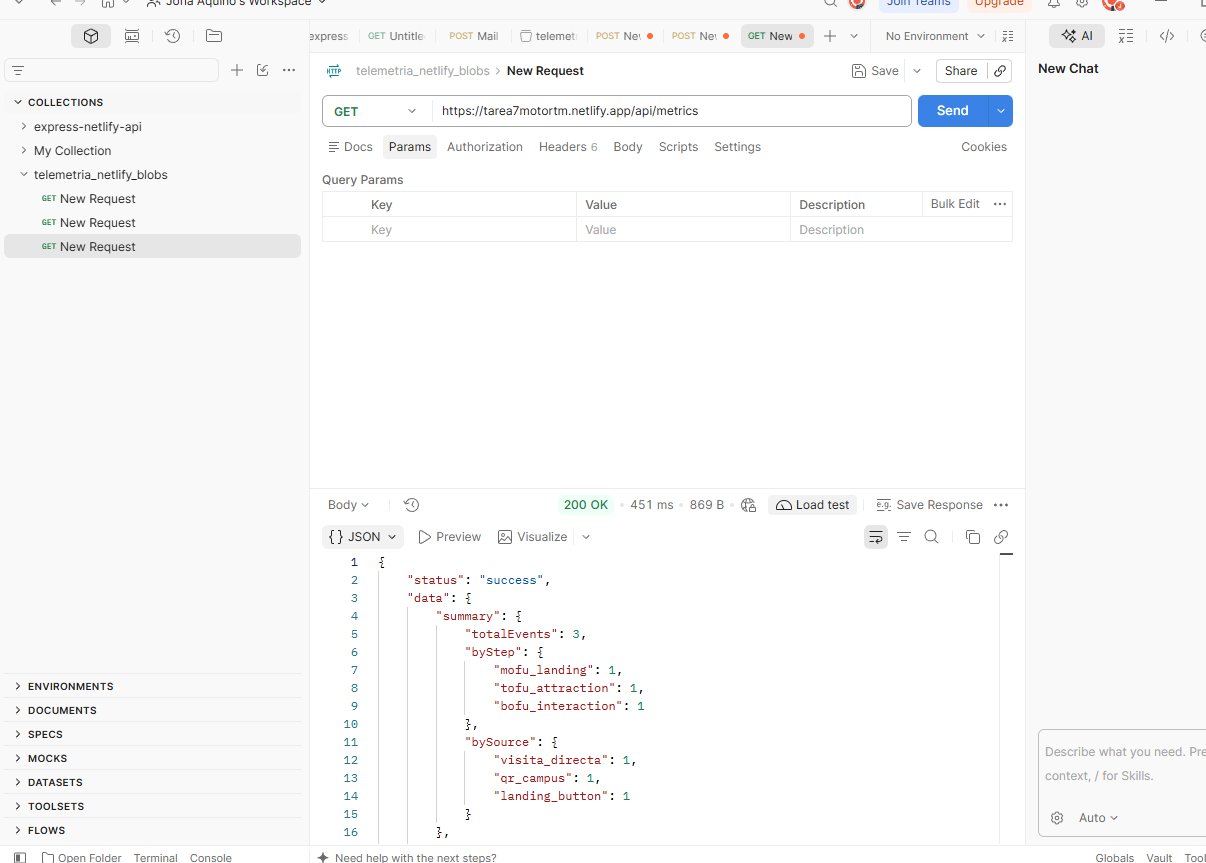 Jona Aquino's Workspace
Join Teams
Upgrade
express
GET Untitle
POST Mail
telemet
POST Nev
POST Nev
GET New
No Environment
AI
telemetria_netlify_blobs > New Request
Save
Share
New Chat
COLLECTIONS
express-netlify-api
My Collection
telemetria_netlify_blobs
GET New Request
GET New Request
GET New Request
GET
https://tarea7motortm.netlify.app/api/metrics
Send
Docs
Params
Authorization
Headers 6
Body
Scripts
Settings
Cookies
Query Params
Key
Value
Description
Bulk Edit
Key
Value
Description
Body
200 OK
451 ms
869 B
Load test
e.g. Save Response
{} JSON
Preview
Visualize
1 {
2 "status": "success",
3 "data": {
4 "summary": {
5 "totalEvents": 3,
6 "byStep": {
7 "mofu_landing": 1,
8 "tofu_attraction": 1,
9 "bofu_interaction": 1
10 },
11 "bySource": {
12 "visita_directa": 1,
13 "qr_campus": 1,
14 "landing_button": 1
15 }
16 },
ENVIRONMENTS
DOCUMENTS
SPECS
MOCKS
DATASETS
TOOLSETS
FLOWS
Describe what you need. Pre
context, / for Skills.
Auto
Open Folder
Terminal
Console
Need help with the next steps?
Globals
Vault
Tool